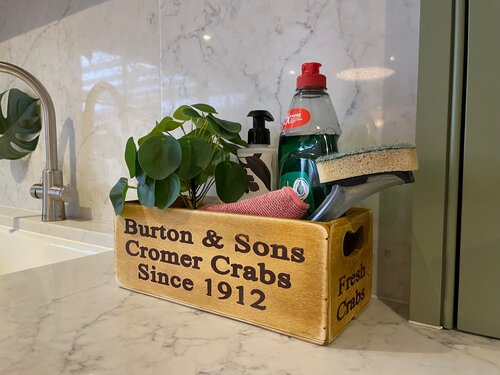 Burton & Sons
Cromer Crabs
Since 1912
Fresh
Crabs